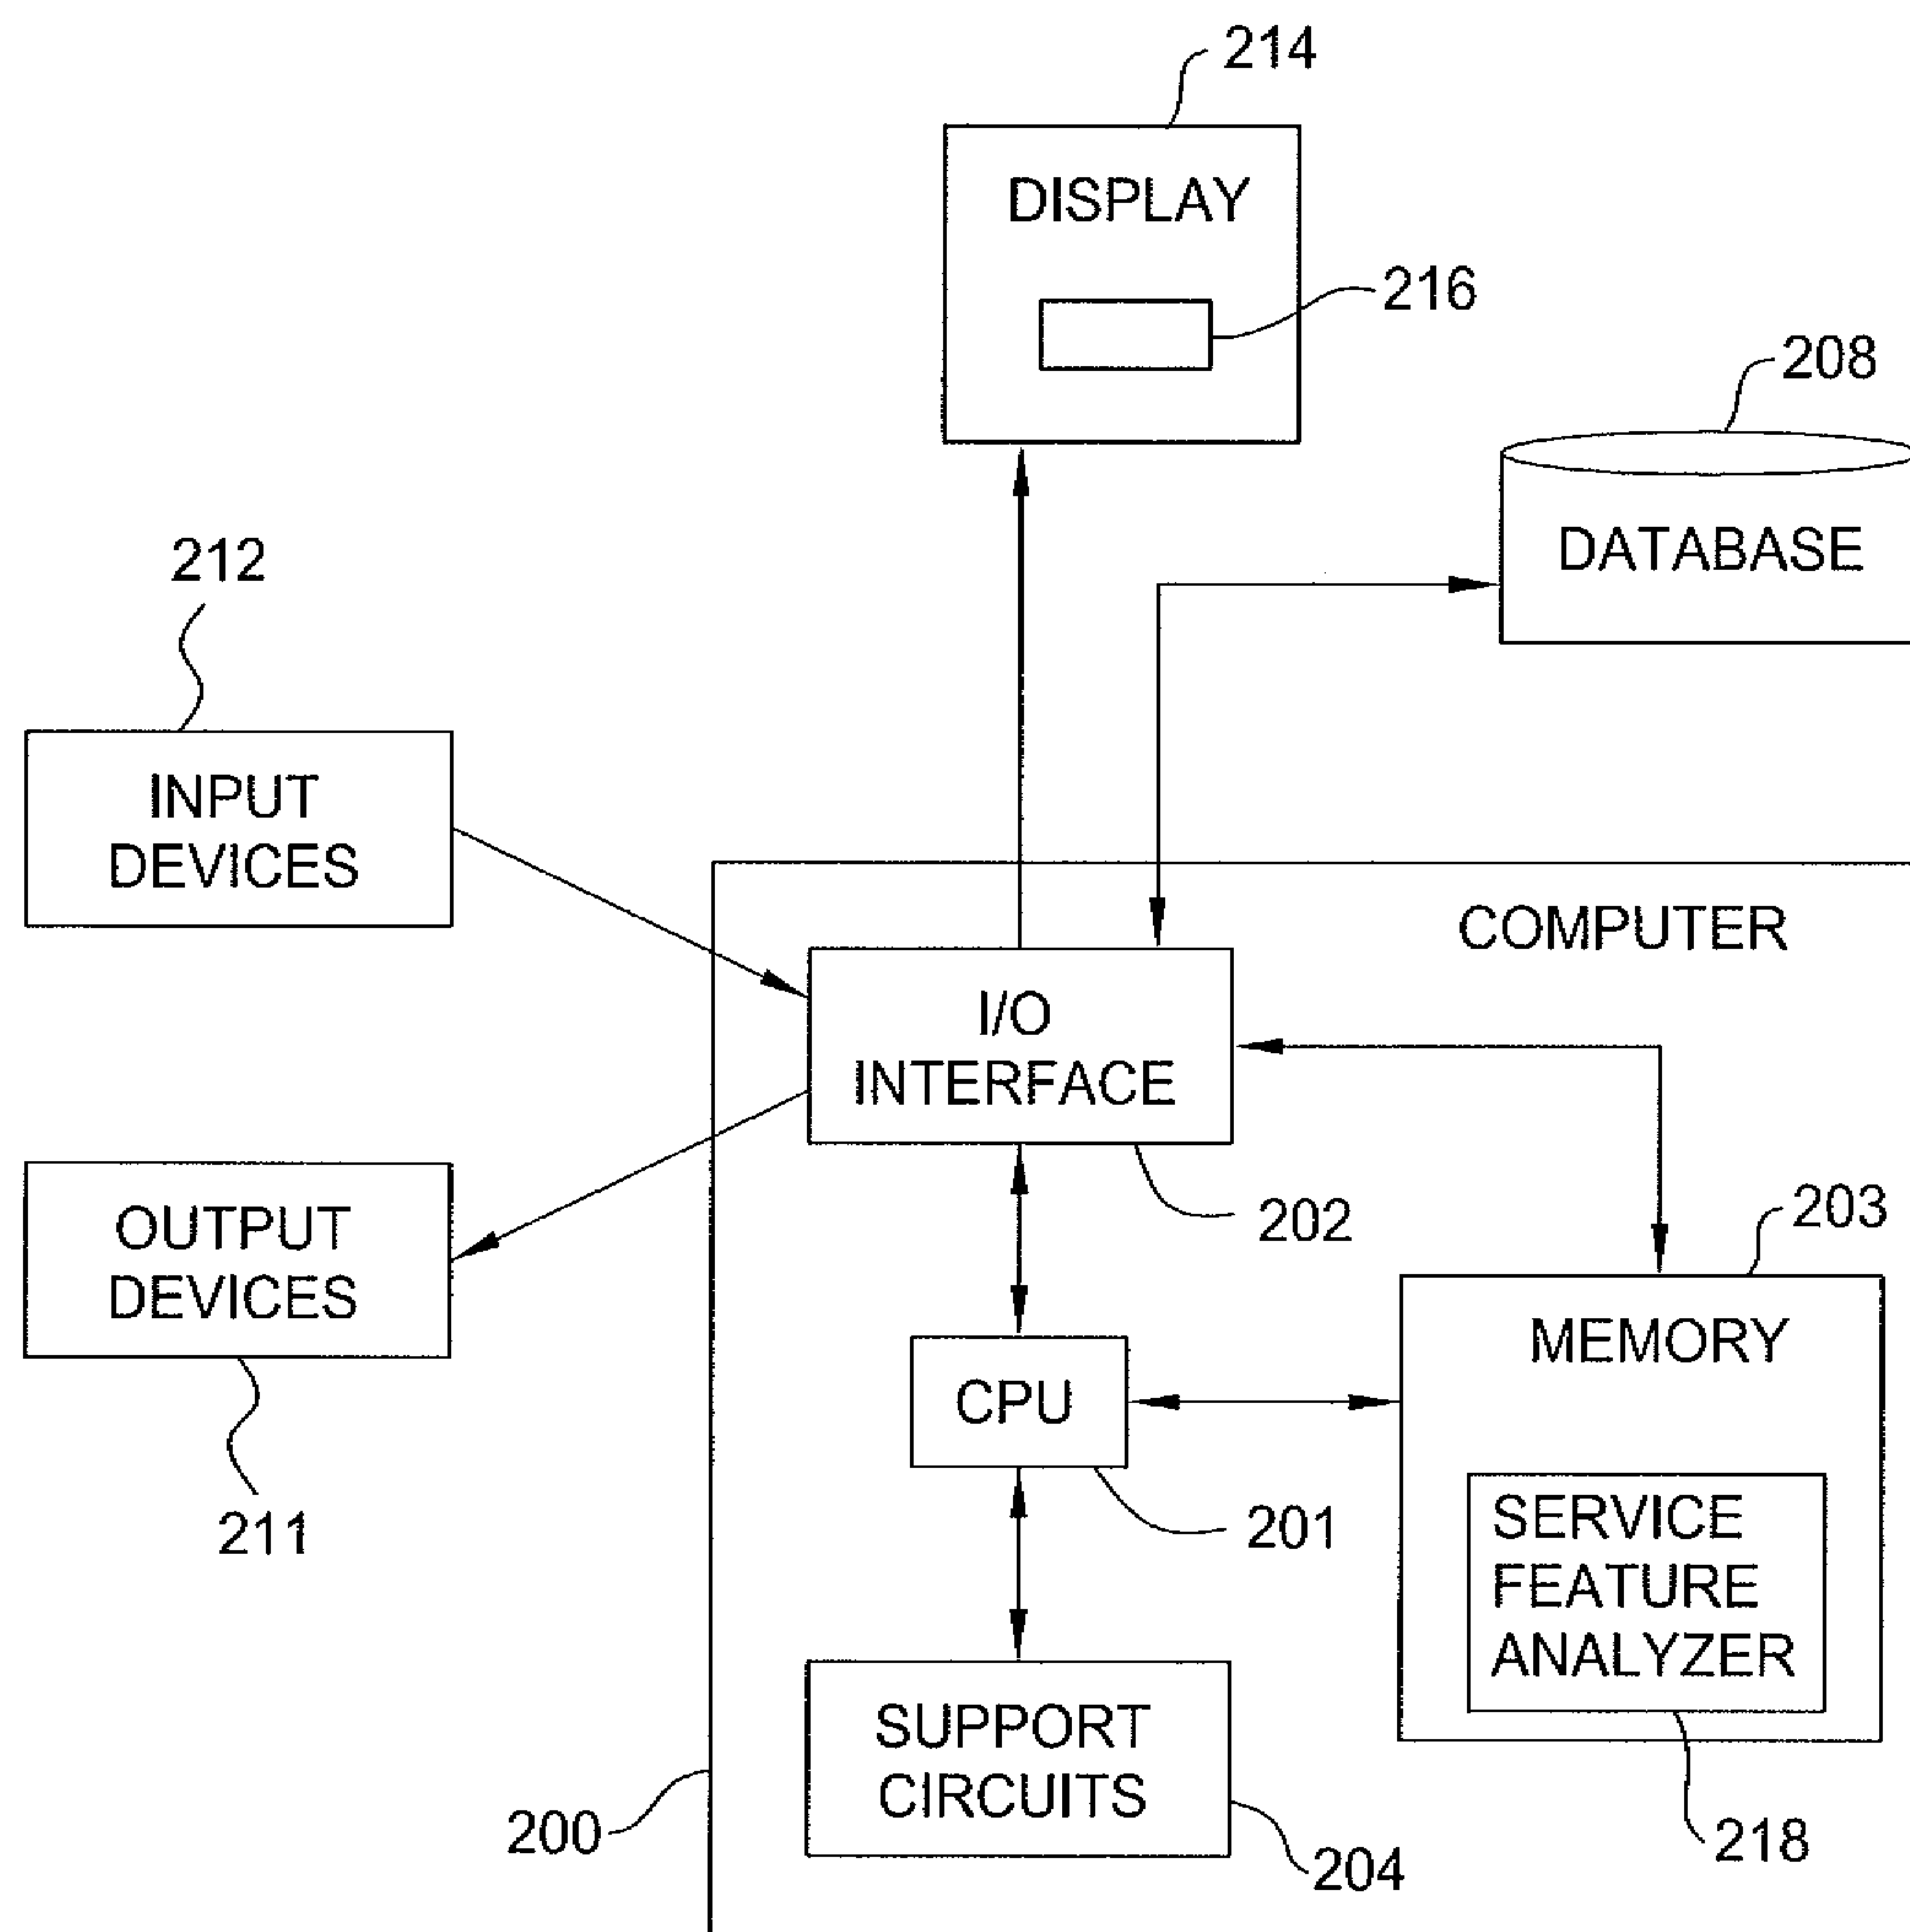 214
DISPLAY
216
208
DATABASE
212
INPUT
DEVICES
COMPUTER
I/O
INTERFACE
202
203
OUTPUT
DEVICES
211
MEMORY
CPU
201
SERVICE
FEATURE
ANALYZER
SUPPORT
CIRCUITS
200
204
218